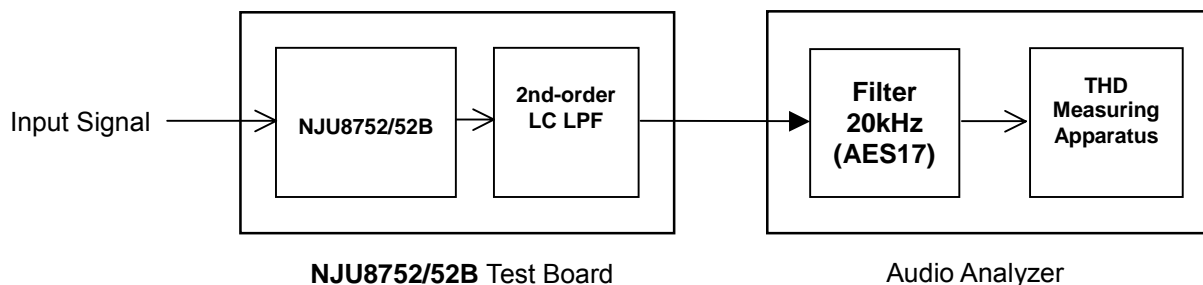 Input Signal
NJU8752/52B
2nd-order
LC LPF
Filter
20kHz
(AES17)
THD
Measuring
Apparatus
NJU8752/52B Test Board
Audio Analyzer